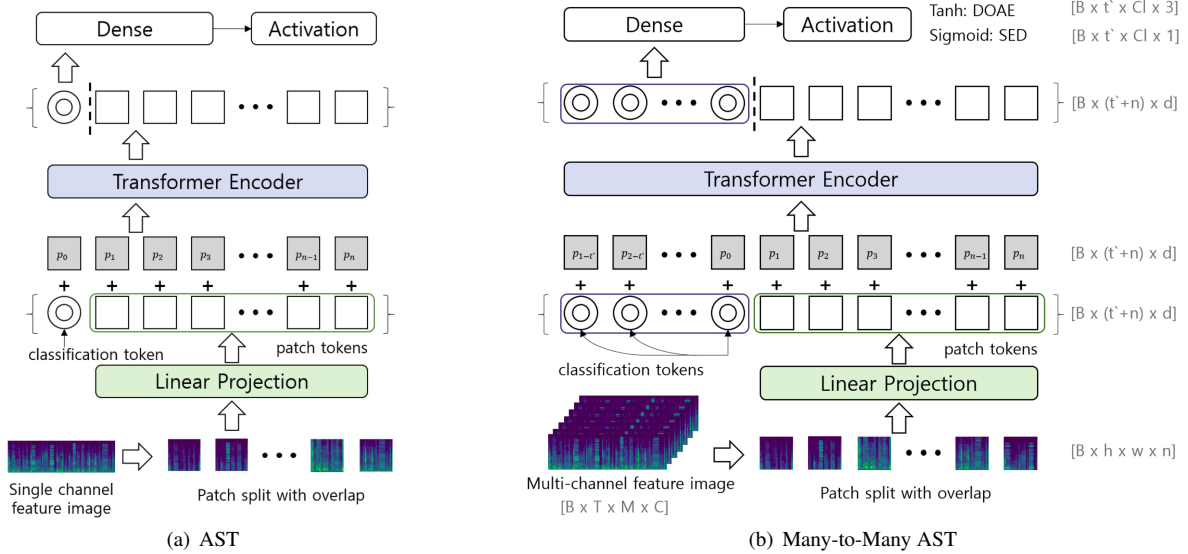 Dense
Activation
Transformer Encoder
p₀ p₁ p₂ p₃ pₙ₋₁ pₙ
+ + + + + +
classification token
patch tokens
Linear Projection
Single channel
feature image
Patch split with overlap
(a) AST
Dense
Activation
Tanh: DOAE
Sigmoid: SED
[B x t` x Cl x 3]
[B x t` x Cl x 1]
[B x (t`+n) x d]
Transformer Encoder
p₁₋ₜ` p₂₋ₜ` p₀ p₁ p₂ p₃ pₙ₋₁ pₙ
[B x (t`+n) x d]
+ + + + + + + +
[B x (t`+n) x d]
classification tokens
patch tokens
Linear Projection
[B x h x w x n]
Multi-channel feature image
[B x T x M x C]
Patch split with overlap
(b) Many-to-Many AST